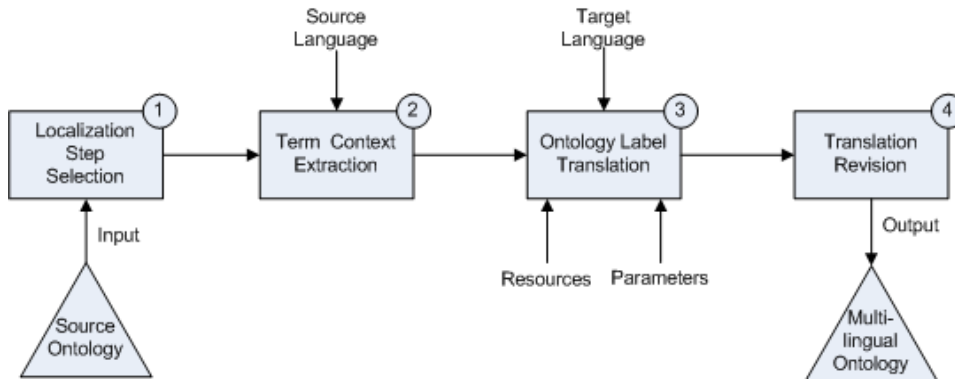 Source
Language
Target
Language
1
2
3
4
Localization
Step
Selection
Term Context
Extraction
Ontology Label
Translation
Translation
Revision
Input
Output
Resources
Parameters
Source
Ontology
Multi-
lingual
Ontology